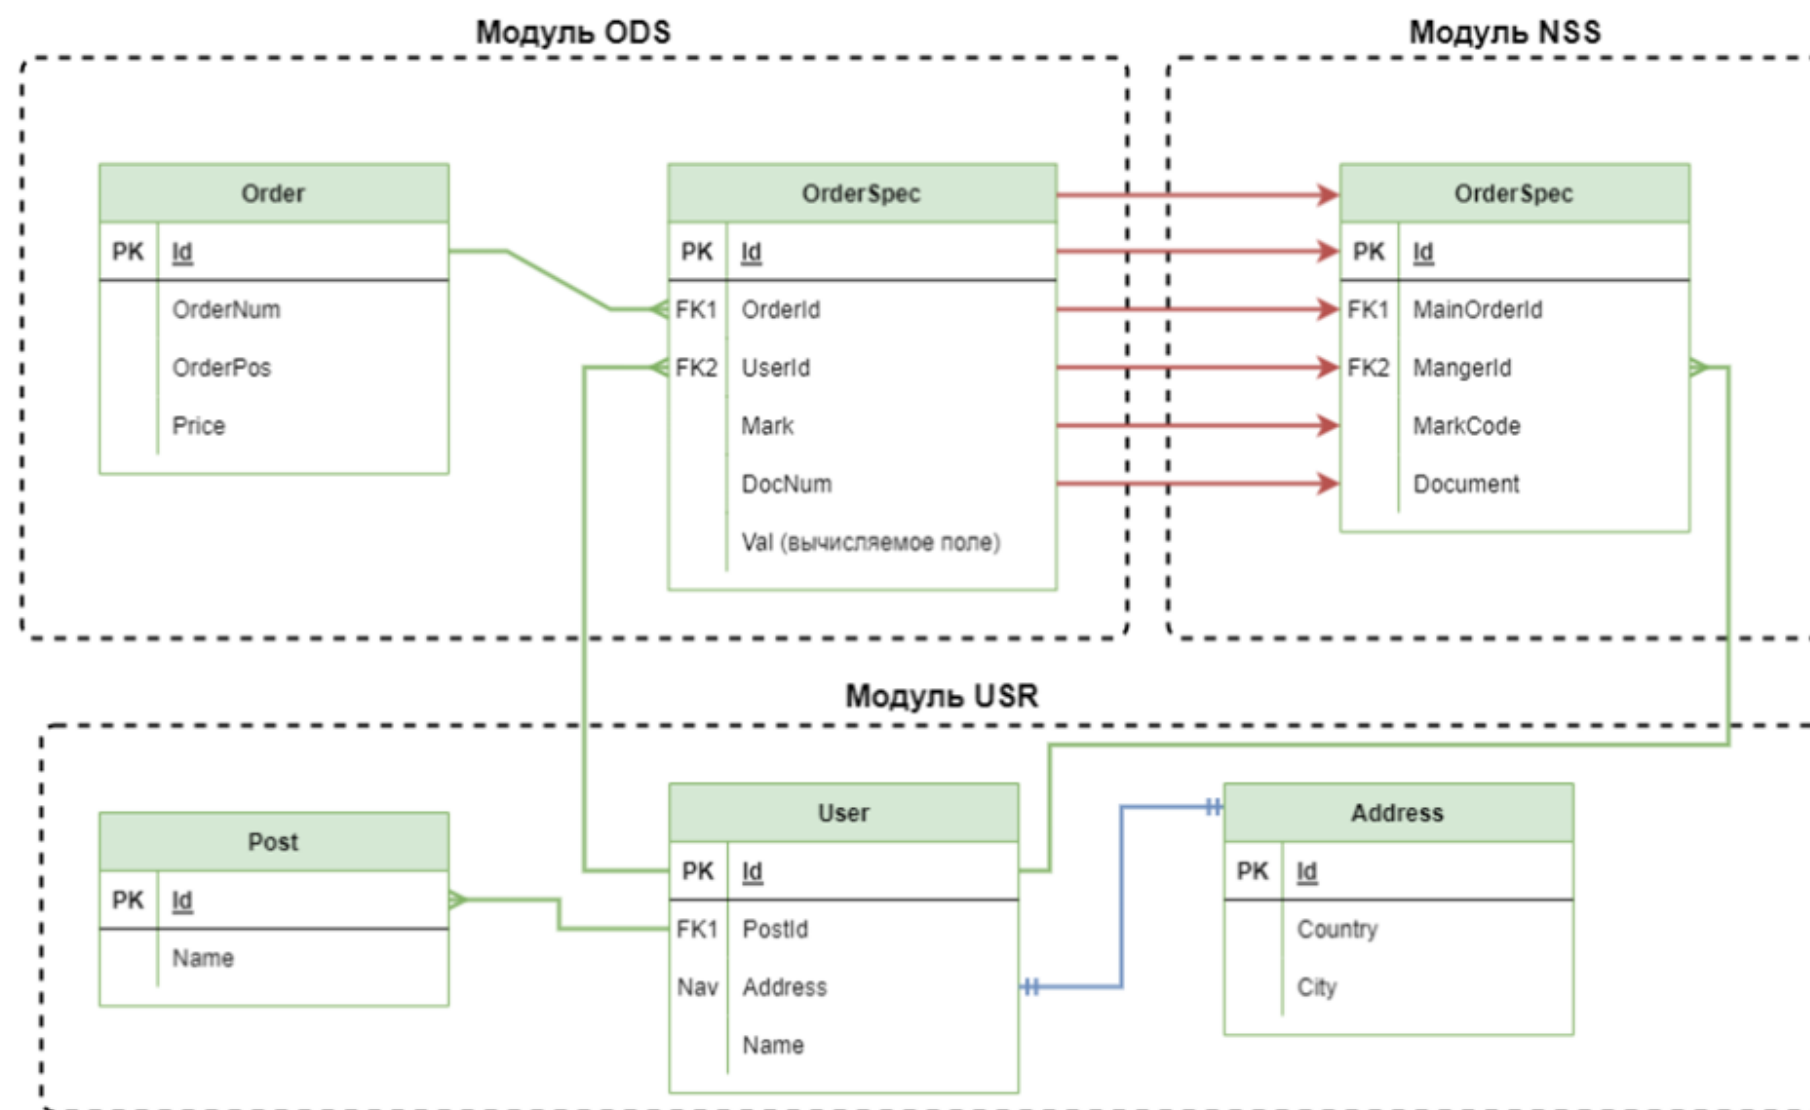 Модуль ODS
Модуль NSS
Order
PK Id
OrderNum
OrderPos
Price
OrderSpec
PK Id
FK1 OrderId
FK2 UserId
Mark
DocNum
Val (вычисляемое поле)
OrderSpec
PK Id
FK1 MainOrderId
FK2 MangerId
MarkCode
Document
Модуль USR
Post
PK Id
Name
User
PK Id
FK1 PostId
Nav Address
Name
Address
PK Id
Country
City